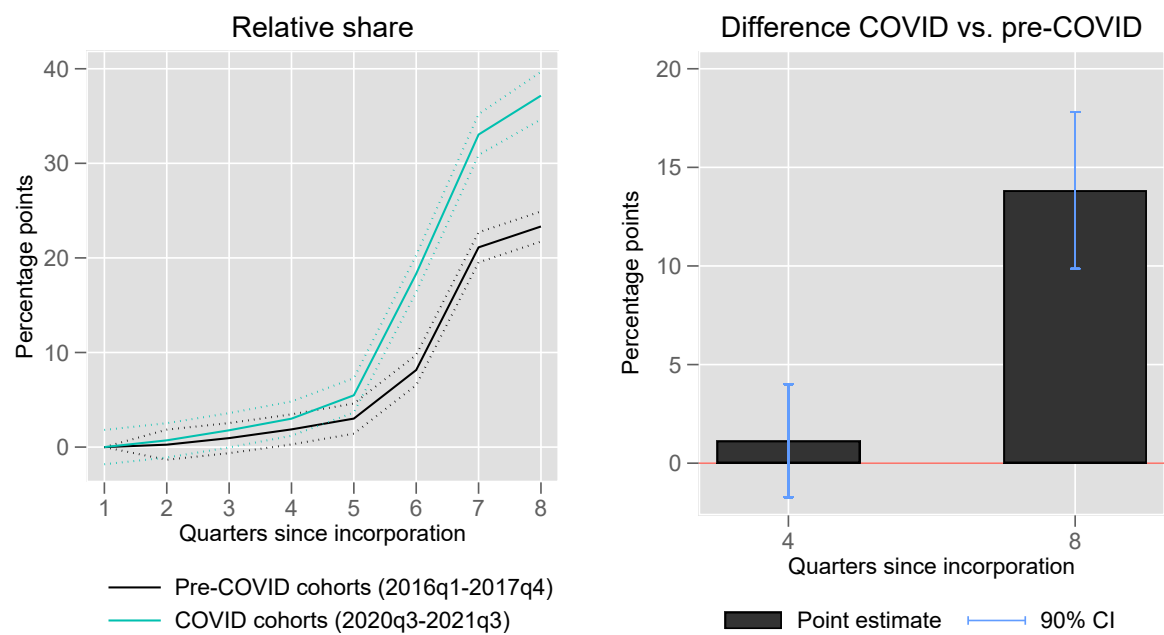 Relative share
Percentage points
40
30
20
10
0
1 2 3 4 5 6 7 8
Quarters since incorporation
Pre-COVID cohorts (2016q1-2017q4)
COVID cohorts (2020q3-2021q3)
Difference COVID vs. pre-COVID
Percentage points
20
15
10
5
0
4 8
Quarters since incorporation
Point estimate 90% CI